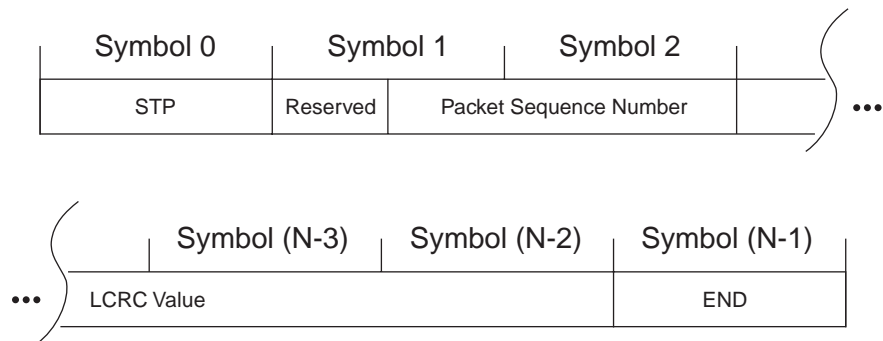 Symbol 0 Symbol 1 Symbol 2
STP Reserved Packet Sequence Number •••
Symbol (N-3) Symbol (N-2) Symbol (N-1)
••• LCRC Value END